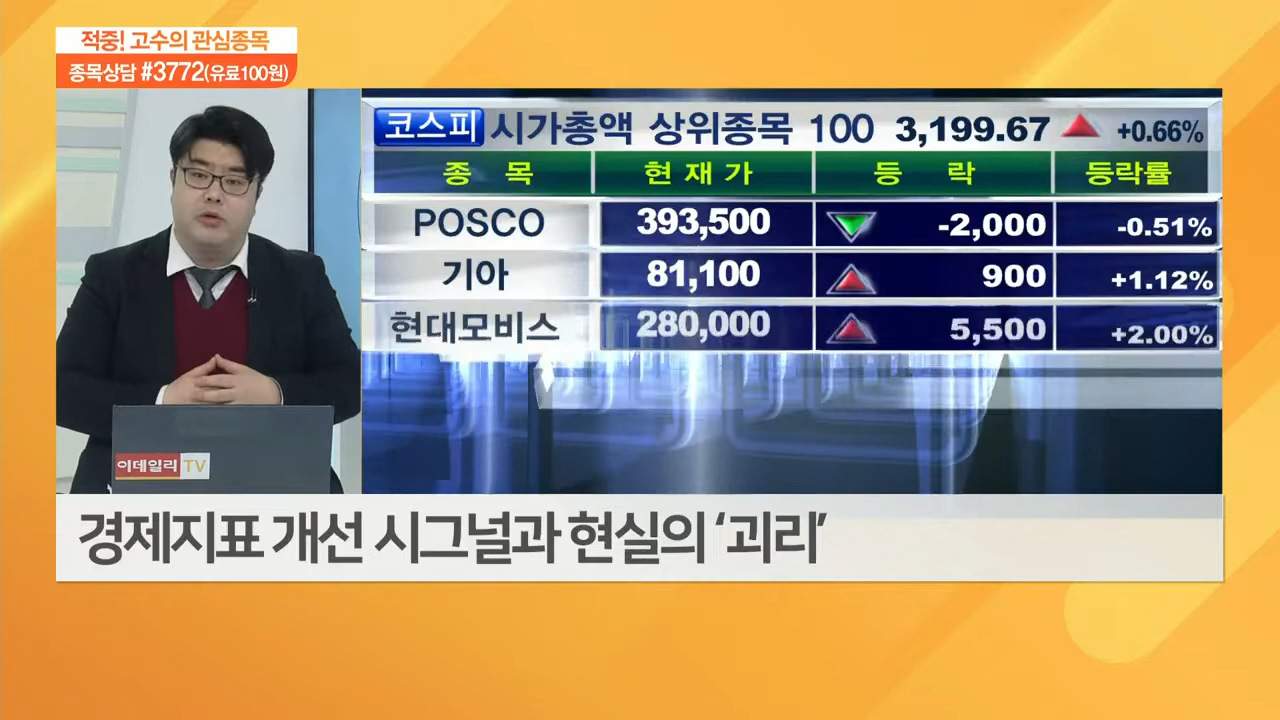 적중! 고수의 관심종목
종목상담 #3772(유료100원)
코스피 시가총액 상위종목 100 3,199.67 ▲ +0.66%
종 목 현 재 가 등 락 등락률
POSCO 393,500 ▼ -2,000 -0.51%
기아 81,100 ▲ 900 +1.12%
현대모비스 280,000 ▲ 5,500 +2.00%
이데일리 TV
경제지표 개선 시그널과 현실의 ‘괴리’